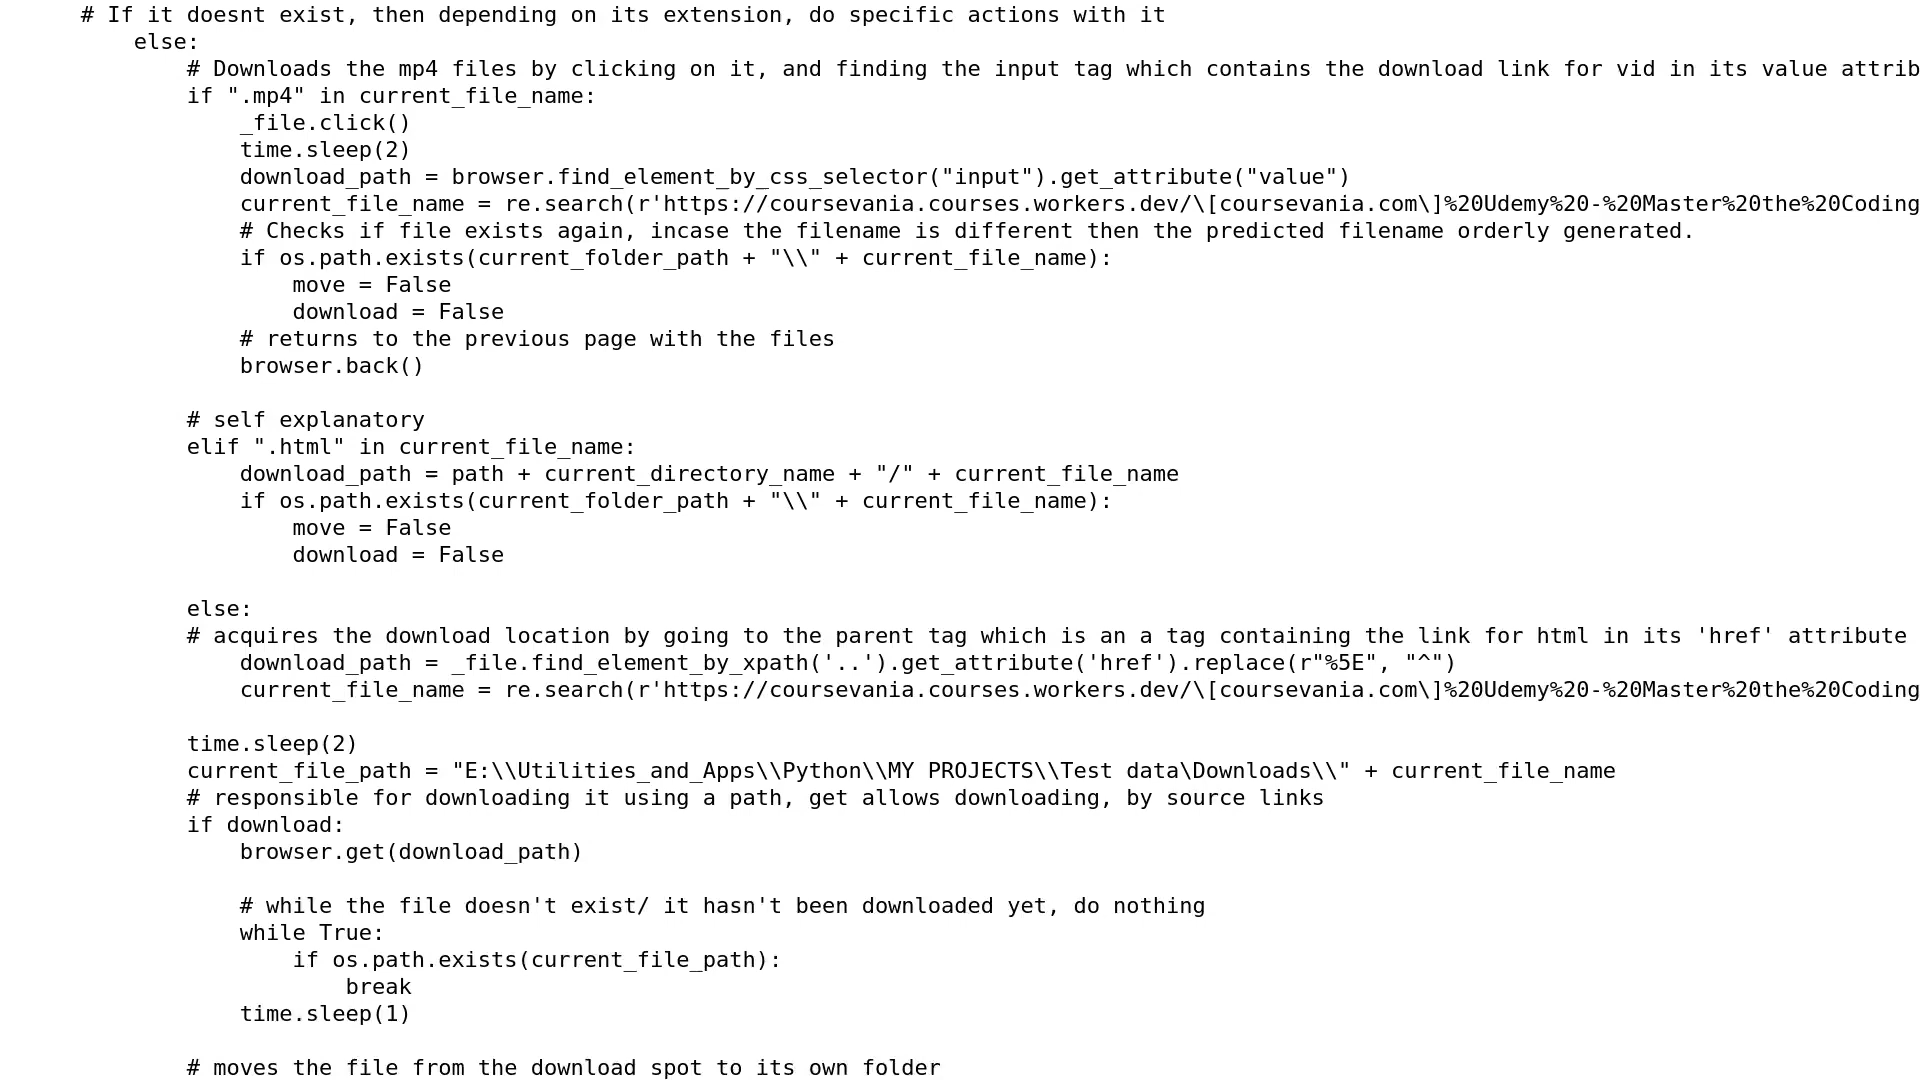 # If it doesnt exist, then depending on its extension, do specific actions with it
else:
# Downloads the mp4 files by clicking on it, and finding the input tag which contains the download link for vid in its value attrib
if ".mp4" in current_file_name:
_file.click()
time.sleep(2)
download_path = browser.find_element_by_css_selector("input").get_attribute("value")
current_file_name = re.search(r'https://coursevania.courses.workers.dev/\[coursevania.com\]%20Udemy%20-%20Master%20the%20Coding
# Checks if file exists again, incase the filename is different then the predicted filename orderly generated.
if os.path.exists(current_folder_path + "\\" + current_file_name):
move = False
download = False
# returns to the previous page with the files
browser.back()
# self explanatory
elif ".html" in current_file_name:
download_path = path + current_directory_name + "/" + current_file_name
if os.path.exists(current_folder_path + "\\" + current_file_name):
move = False
download = False
else:
# acquires the download location by going to the parent tag which is an a tag containing the link for html in its 'href' attribute
download_path = _file.find_element_by_xpath('..').get_attribute('href').replace(r"%5E", "^")
current_file_name = re.search(r'https://coursevania.courses.workers.dev/\[coursevania.com\]%20Udemy%20-%20Master%20the%20Coding
time.sleep(2)
current_file_path = "E:\\Utilities_and_Apps\\Python\\MY PROJECTS\\Test data\Downloads\\" + current_file_name
# responsible for downloading it using a path, get allows downloading, by source links
if download:
browser.get(download_path)
# while the file doesn't exist/ it hasn't been downloaded yet, do nothing
while True:
if os.path.exists(current_file_path):
break
time.sleep(1)
# moves the file from the download spot to its own folder